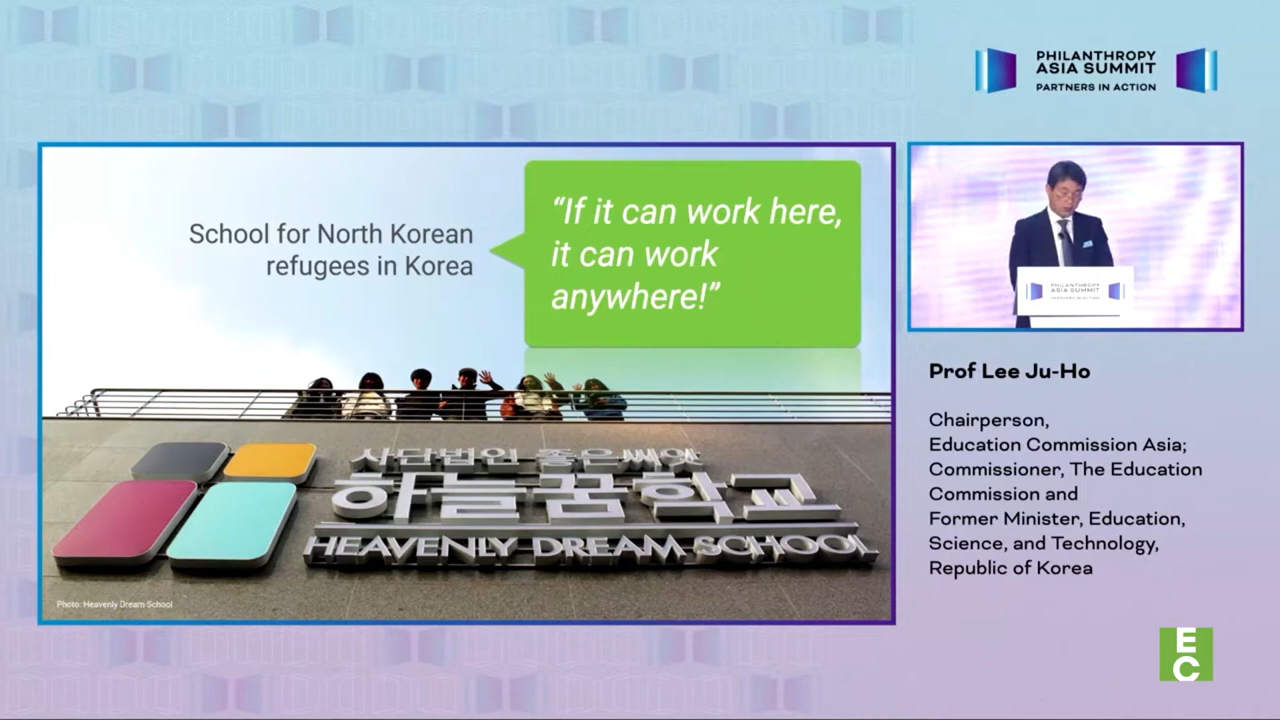 PHILANTHROPY
ASIA SUMMIT
PARTNERS IN ACTION
School for North Korean
refugees in Korea
“If it can work here,
it can work
anywhere!”
사단법인 좋은씨앗
하늘꿈학교
HEAVENLY DREAM SCHOOL
Photo: Heavenly Dream School
PHILANTHROPY
ASIA SUMMIT
PARTNERS IN ACTION
Prof Lee Ju-Ho
Chairperson,
Education Commission Asia;
Commissioner, The Education
Commission and
Former Minister, Education,
Science, and Technology,
Republic of Korea
E
C